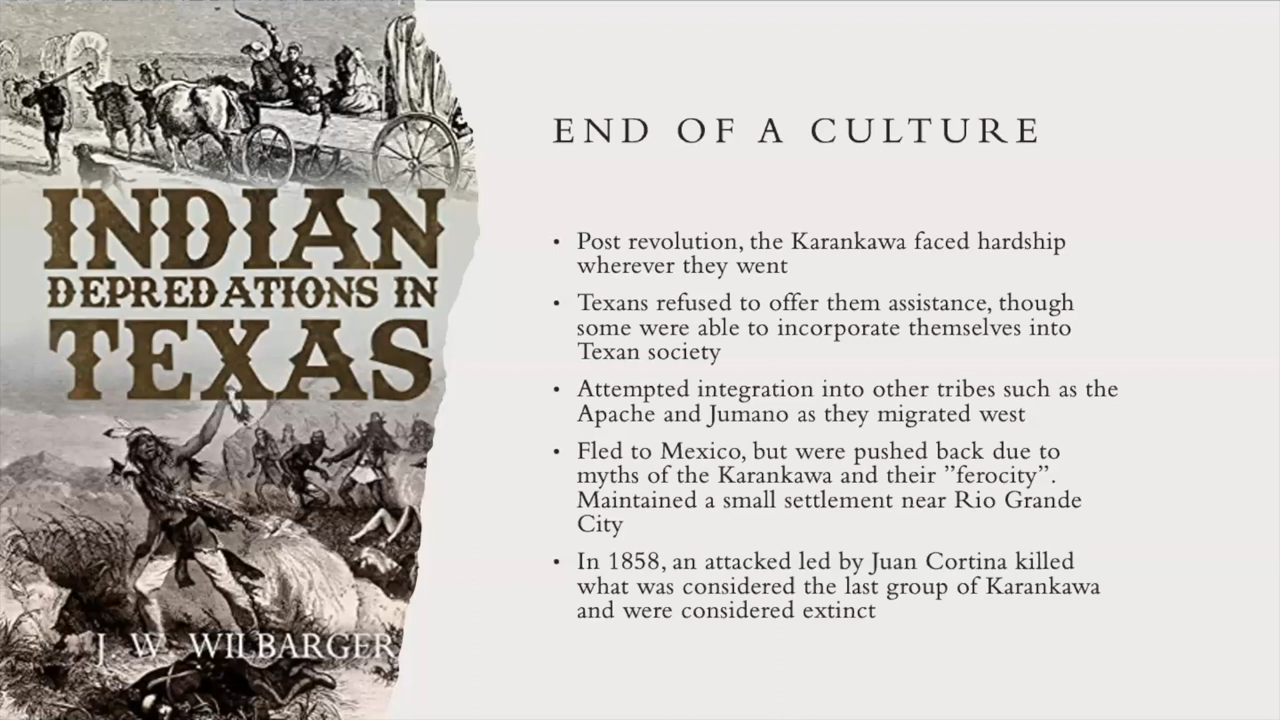 INDIAN
DEPREDATIONS IN
TEXAS
J. W. WILBARGER
END OF A CULTURE
• Post revolution, the Karankawa faced hardship
wherever they went
• Texans refused to offer them assistance, though
some were able to incorporate themselves into
Texan society
• Attempted integration into other tribes such as the
Apache and Jumano as they migrated west
• Fled to Mexico, but were pushed back due to
myths of the Karankawa and their ”ferocity”.
Maintained a small settlement near Rio Grande
City
• In 1858, an attacked led by Juan Cortina killed
what was considered the last group of Karankawa
and were considered extinct